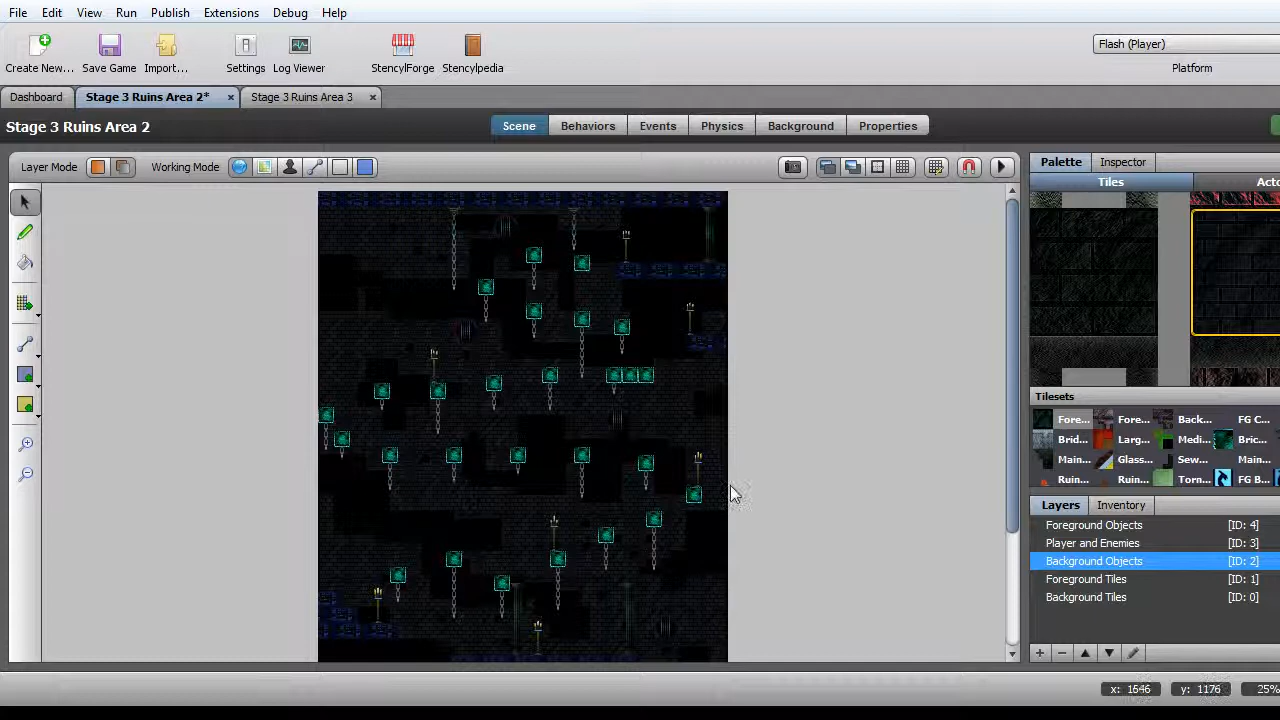 File Edit View Run Publish Extensions Debug Help
Create New... Save Game Import... Settings Log Viewer StencylForge Stencylpedia
Flash (Player)
Platform
Dashboard Stage 3 Ruins Area 2* Stage 3 Ruins Area 3
Stage 3 Ruins Area 2 Scene Behaviors Events Physics Background Properties
Layer Mode Working Mode Palette Inspector
Tiles Acto
Tilesets
Fore... Fore... Back... FG C
Brid... Larg... Medi... Bric...
Main... Glass... Sew... Main...
Ruin... Ruin... Torn... FG B...
Layers Inventory
Foreground Objects [ID: 4]
Player and Enemies [ID: 3]
Background Objects [ID: 2]
Foreground Tiles [ID: 1]
Background Tiles [ID: 0]
x: 1646 y: 1176 25%